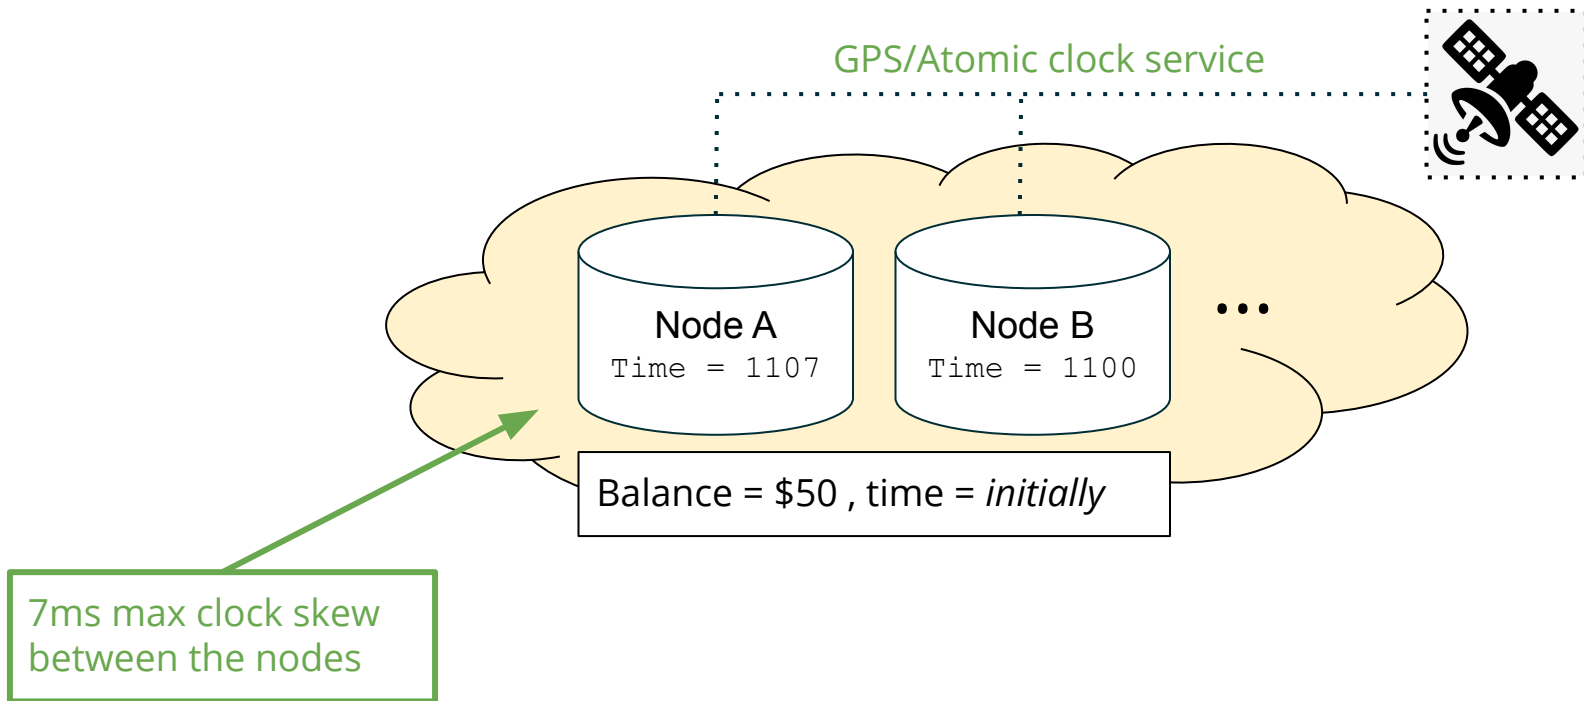 GPS/Atomic clock service
Node A
Time = 1107
Node B
Time = 1100
...
Balance = $50 , time = initially
7ms max clock skew
between the nodes